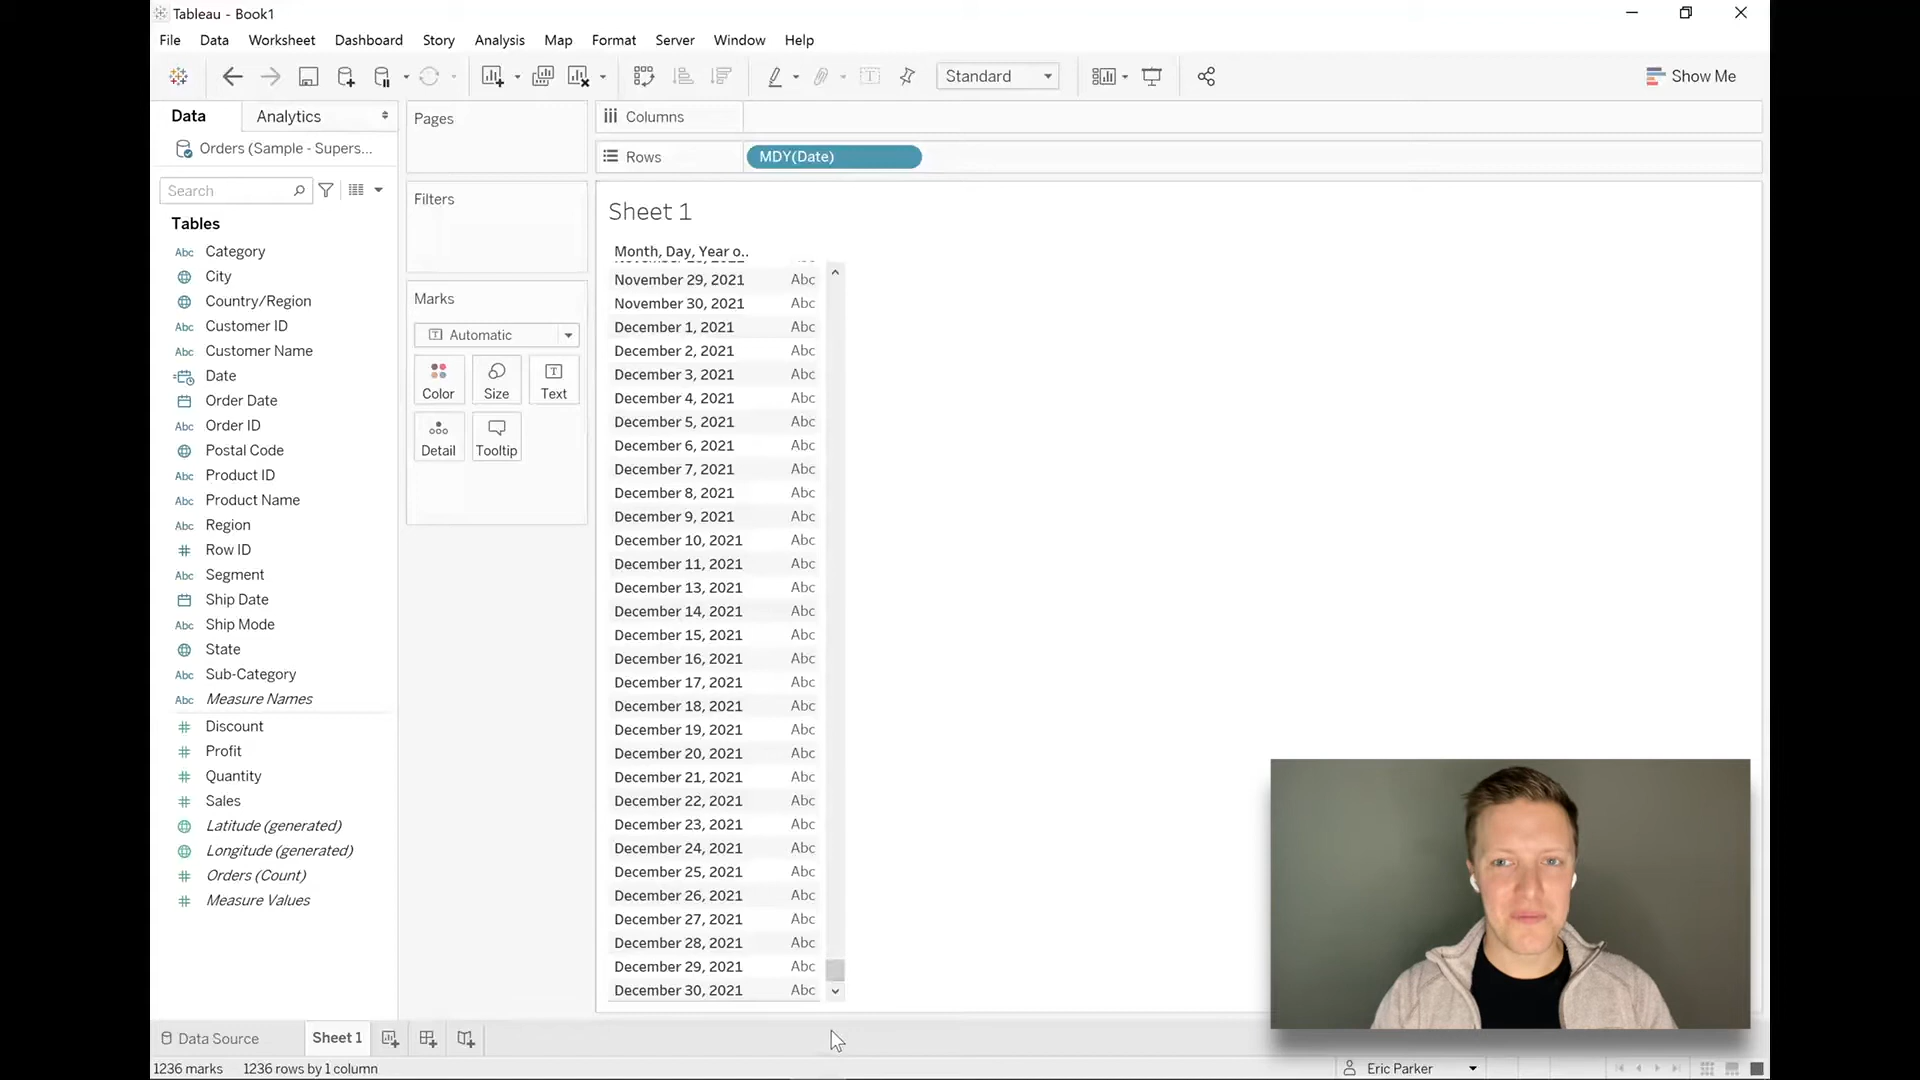 Tableau - Book1
File Data Worksheet Dashboard Story Analysis Map Format Server Window Help
Standard
Show Me
Data
Analytics
Orders (Sample - Supers...
Search
Tables
Abc Category
City
Country/Region
Abc Customer ID
Abc Customer Name
Date
Order Date
Abc Order ID
Postal Code
Abc Product ID
Abc Product Name
Abc Region
Row ID
Abc Segment
Ship Date
Abc Ship Mode
State
Abc Sub-Category
Abc Measure Names
Discount
Profit
Quantity
Sales
Latitude (generated)
Longitude (generated)
Orders (Count)
Measure Values
Pages
Filters
Marks
Automatic
Color Size Text
Detail Tooltip
Columns
Rows MDY(Date)
Sheet 1
Month, Day, Year o..
November 29, 2021 Abc
November 30, 2021 Abc
December 1, 2021 Abc
December 2, 2021 Abc
December 3, 2021 Abc
December 4, 2021 Abc
December 5, 2021 Abc
December 6, 2021 Abc
December 7, 2021 Abc
December 8, 2021 Abc
December 9, 2021 Abc
December 10, 2021 Abc
December 11, 2021 Abc
December 13, 2021 Abc
December 14, 2021 Abc
December 15, 2021 Abc
December 16, 2021 Abc
December 17, 2021 Abc
December 18, 2021 Abc
December 19, 2021 Abc
December 20, 2021 Abc
December 21, 2021 Abc
December 22, 2021 Abc
December 23, 2021 Abc
December 24, 2021 Abc
December 25, 2021 Abc
December 26, 2021 Abc
December 27, 2021 Abc
December 28, 2021 Abc
December 29, 2021 Abc
December 30, 2021 Abc
Data Source
Sheet 1
1236 marks 1236 rows by 1 column
Eric Parker